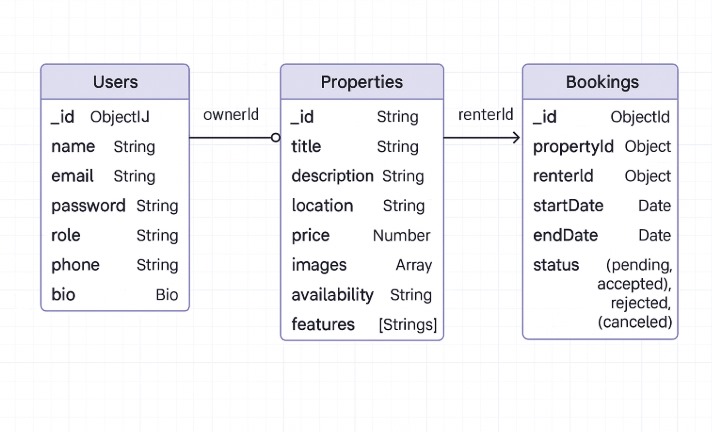 Users
_id ObjectIJ
name String
email String
password String
role String
phone String
bio Bio
ownerId
Properties
_id String
title String
description String
location String
price Number
images Array
availability String
features [Strings]
renterId
Bookings
_id ObjectId
propertyId Object
renterId Object
startDate Date
endDate Date
status (pending,
accepted),
rejected,
(canceled)